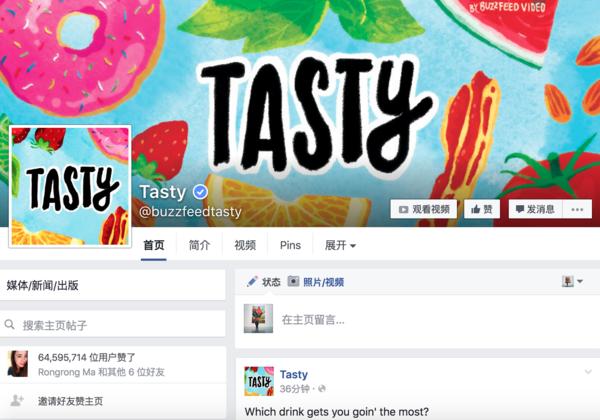 BY BUZZFEED VIDEO
TASTY
TASTY
Tasty
@buzzfeedtasty
观看视频 赞 发消息 •••
首页 简介 视频 Pins 展开
媒体/新闻/出版
搜索主页帖子
64,595,714 位用户赞了
Rongrong Ma 和其他 6 位好友
邀请好友赞主页
状态 照片/视频
在主页留言...
TASTY
Tasty
36分钟 ·
Which drink gets you goin' the most?